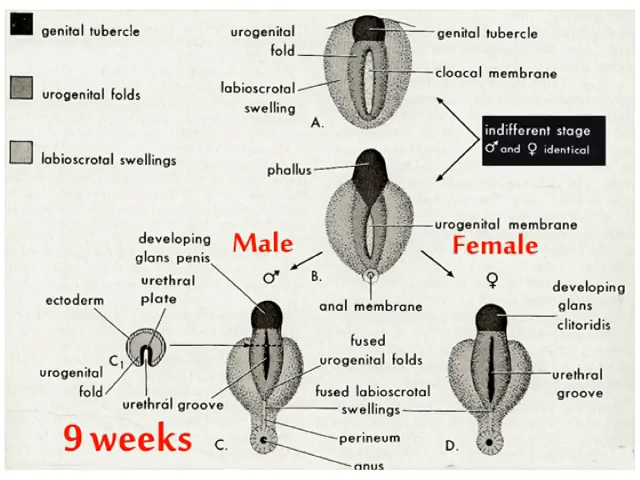 genital tubercle
urogenital folds
labioscrotal swellings
urogenital
fold
labioscrotal
swelling
genital tubercle
cloacal membrane
A.
indifferent stage
♂ and ♀ identical
phallus
urogenital membrane
B.
anal membrane
Male
♂
Female
♀
developing
glans penis
urethral
plate
ectoderm
C1
urogenital
fold
urethral groove
fused
urogenital folds
fused labioscrotal
swellings
perineum
anus
C.
developing
glans
clitoridis
urethral
groove
D.
9 weeks